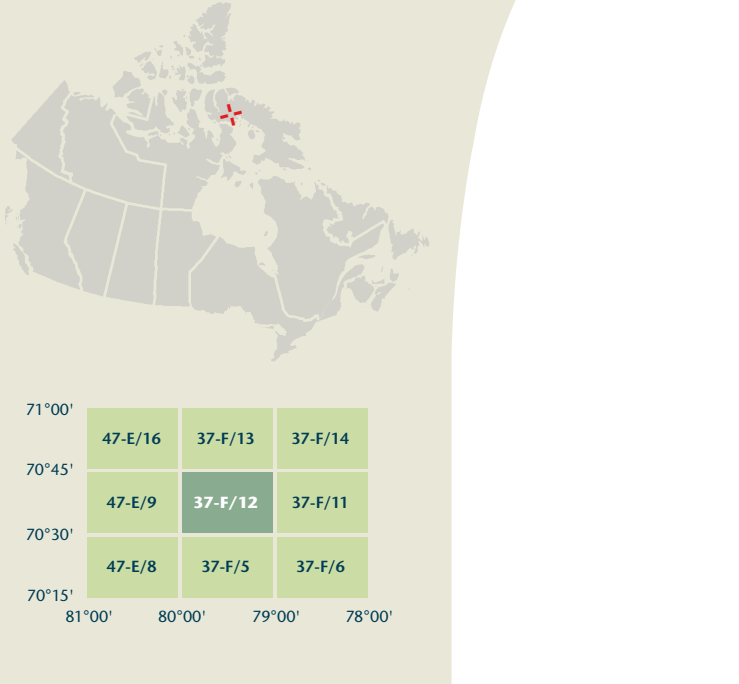 71°00'
47-E/16 37-F/13 37-F/14
70°45'
47-E/9 37-F/12 37-F/11
70°30'
47-E/8 37-F/5 37-F/6
70°15'
81°00' 80°00' 79°00' 78°00'